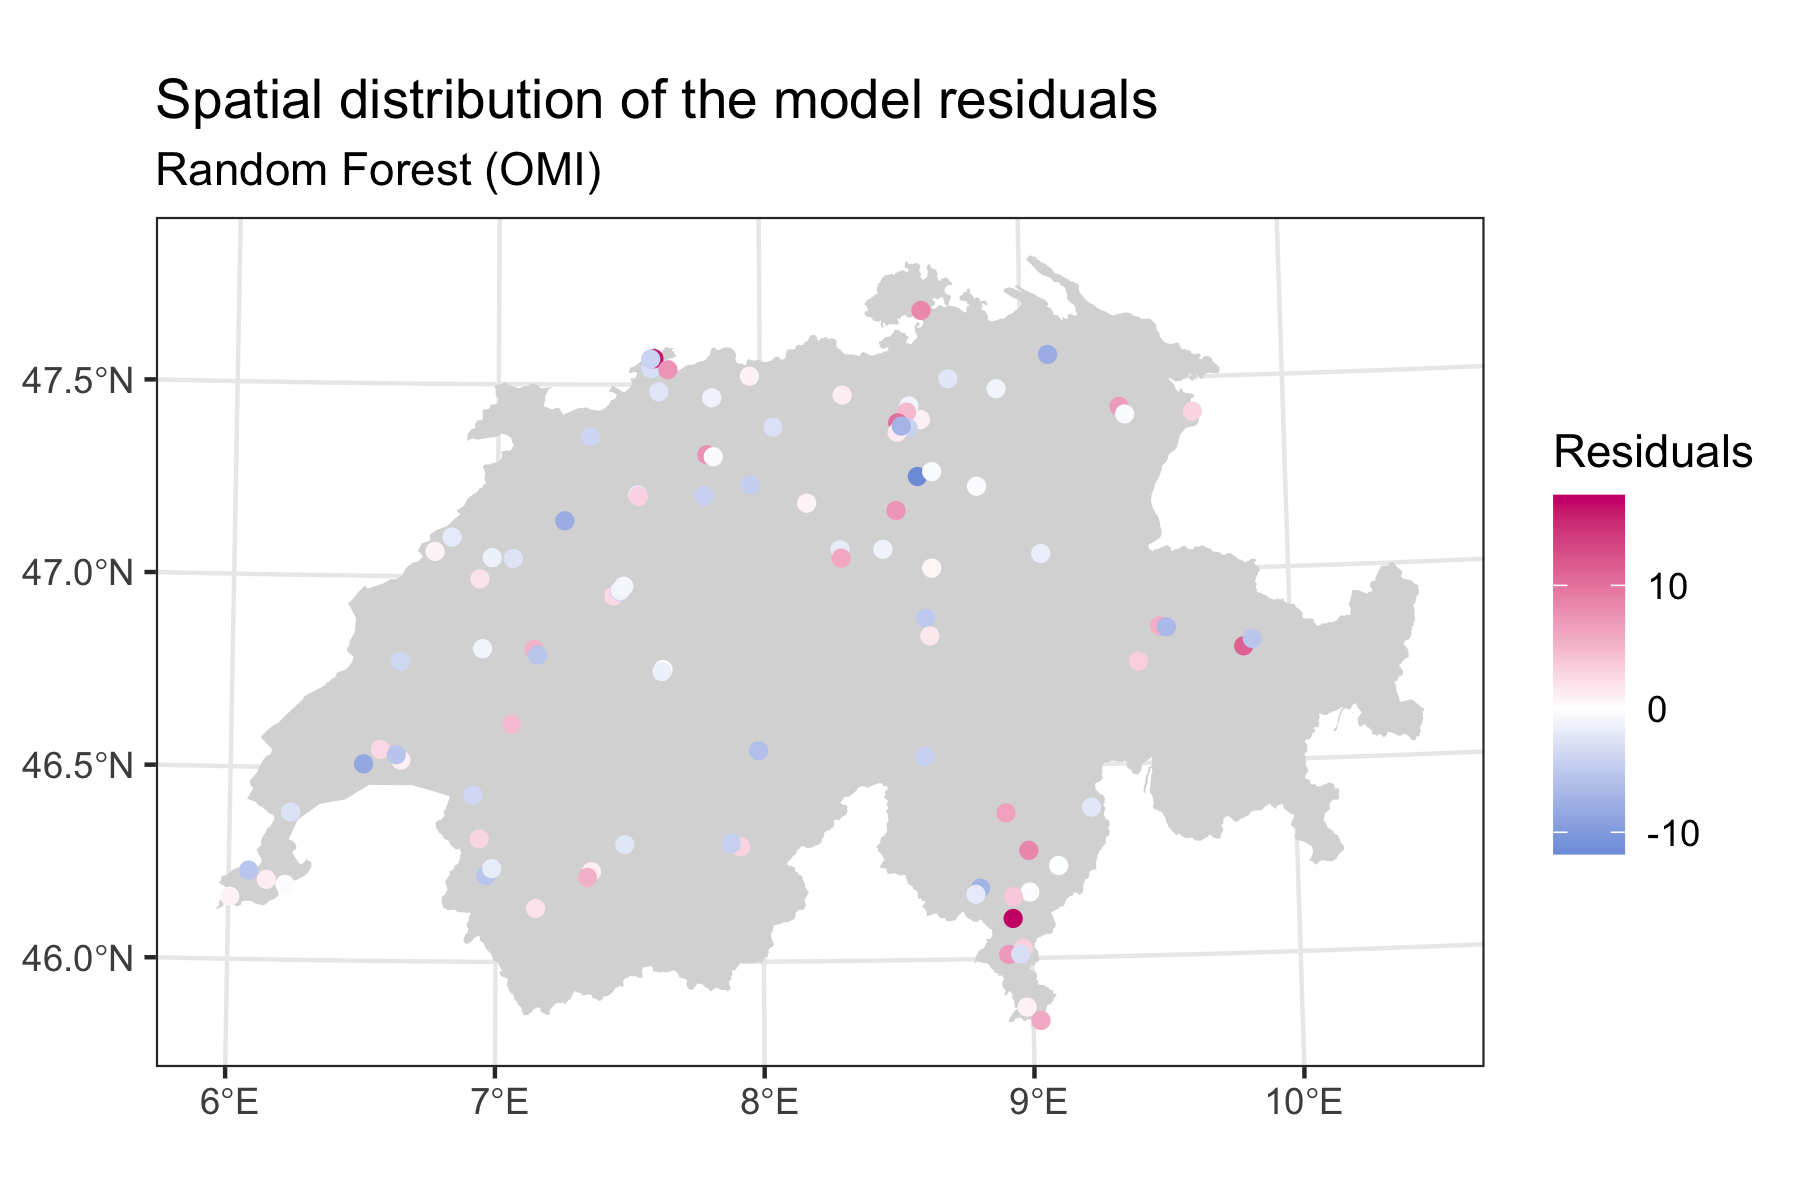 Spatial distribution of the model residuals
Random Forest (OMI)
47.5°N
47.0°N
46.5°N
46.0°N
6°E
7°E
8°E
9°E
10°E
Residuals
10
0
-10